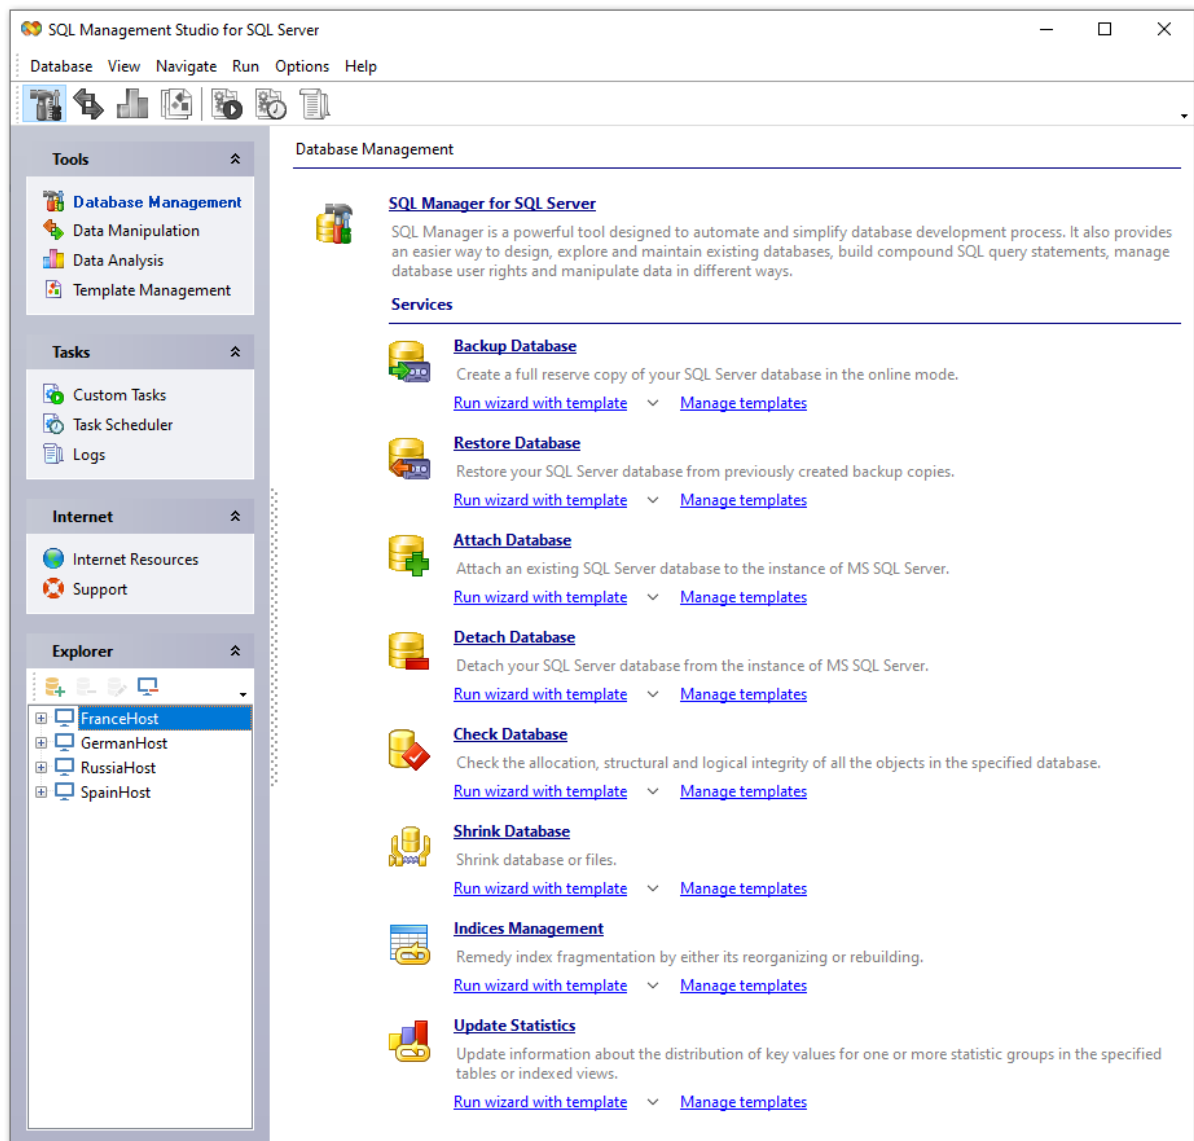 SQL Management Studio for SQL Server
Database View Navigate Run Options Help
Tools
Database Management
Data Manipulation
Data Analysis
Template Management
Tasks
Custom Tasks
Task Scheduler
Logs
Internet
Internet Resources
Support
Explorer
FranceHost
GermanHost
RussiaHost
SpainHost
Database Management
SQL Manager for SQL Server
SQL Manager is a powerful tool designed to automate and simplify database development process. It also provides
an easier way to design, explore and maintain existing databases, build compound SQL query statements, manage
database user rights and manipulate data in different ways.
Services
Backup Database
Create a full reserve copy of your SQL Server database in the online mode.
Run wizard with template Manage templates
Restore Database
Restore your SQL Server database from previously created backup copies.
Run wizard with template Manage templates
Attach Database
Attach an existing SQL Server database to the instance of MS SQL Server.
Run wizard with template Manage templates
Detach Database
Detach your SQL Server database from the instance of MS SQL Server.
Run wizard with template Manage templates
Check Database
Check the allocation, structural and logical integrity of all the objects in the specified database.
Run wizard with template Manage templates
Shrink Database
Shrink database or files.
Run wizard with template Manage templates
Indices Management
Remedy index fragmentation by either its reorganizing or rebuilding.
Run wizard with template Manage templates
Update Statistics
Update information about the distribution of key values for one or more statistic groups in the specified
tables or indexed views.
Run wizard with template Manage templates